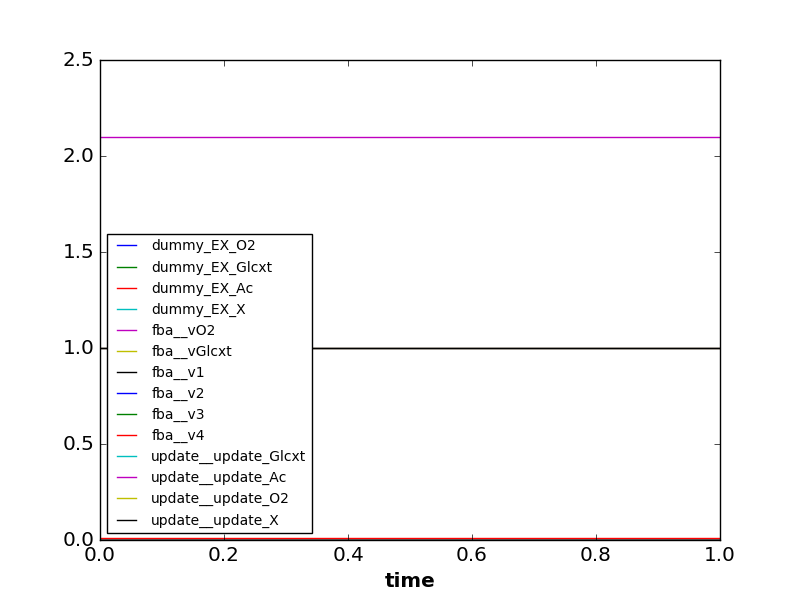 2.5
2.0
1.5
1.0
0.5
0.0
dummy_EX_O2
dummy_EX_Glcxt
dummy_EX_Ac
dummy_EX_X
fba__vO2
fba__vGlcxt
fba__v1
fba__v2
fba__v3
fba__v4
update__update_Glcxt
update__update_Ac
update__update_O2
update__update_X
0.0 0.2 0.4 0.6 0.8 1.0
time